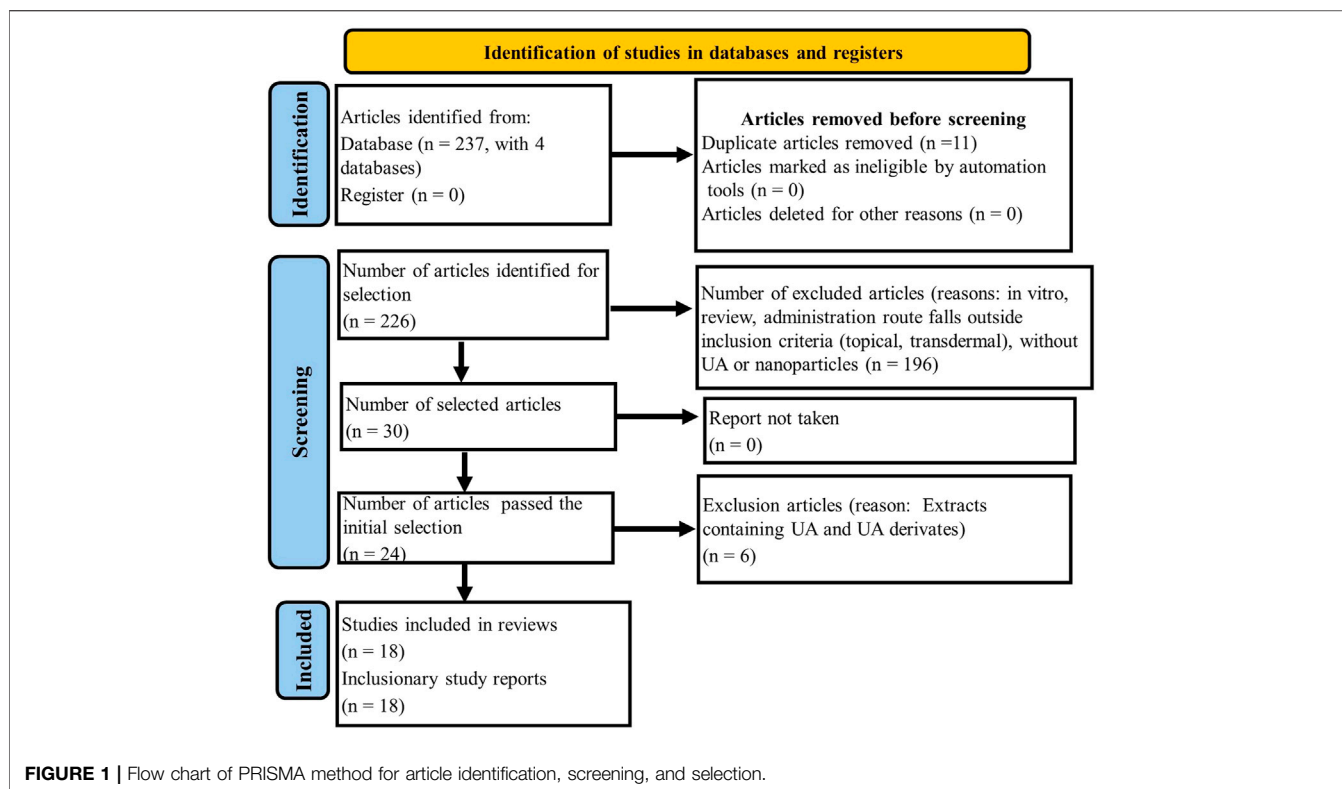 Identification of studies in databases and registers
Identification
Articles identified from:
Database (n = 237, with 4
databases)
Register (n = 0)
Articles removed before screening
Duplicate articles removed (n =11)
Articles marked as ineligible by automation
tools (n = 0)
Articles deleted for other reasons (n = 0)
Screening
Number of articles identified for
selection
(n = 226)
Number of excluded articles (reasons: in vitro,
review, administration route falls outside
inclusion criteria (topical, transdermal), without
UA or nanoparticles (n = 196)
Number of selected articles
(n = 30)
Report not taken
(n = 0)
Number of articles passed the
initial selection
(n = 24)
Exclusion articles (reason: Extracts
containing UA and UA derivates)
(n = 6)
Included
Studies included in reviews
(n = 18)
Inclusionary study reports
(n = 18)
FIGURE 1 | Flow chart of PRISMA method for article identification, screening, and selection.